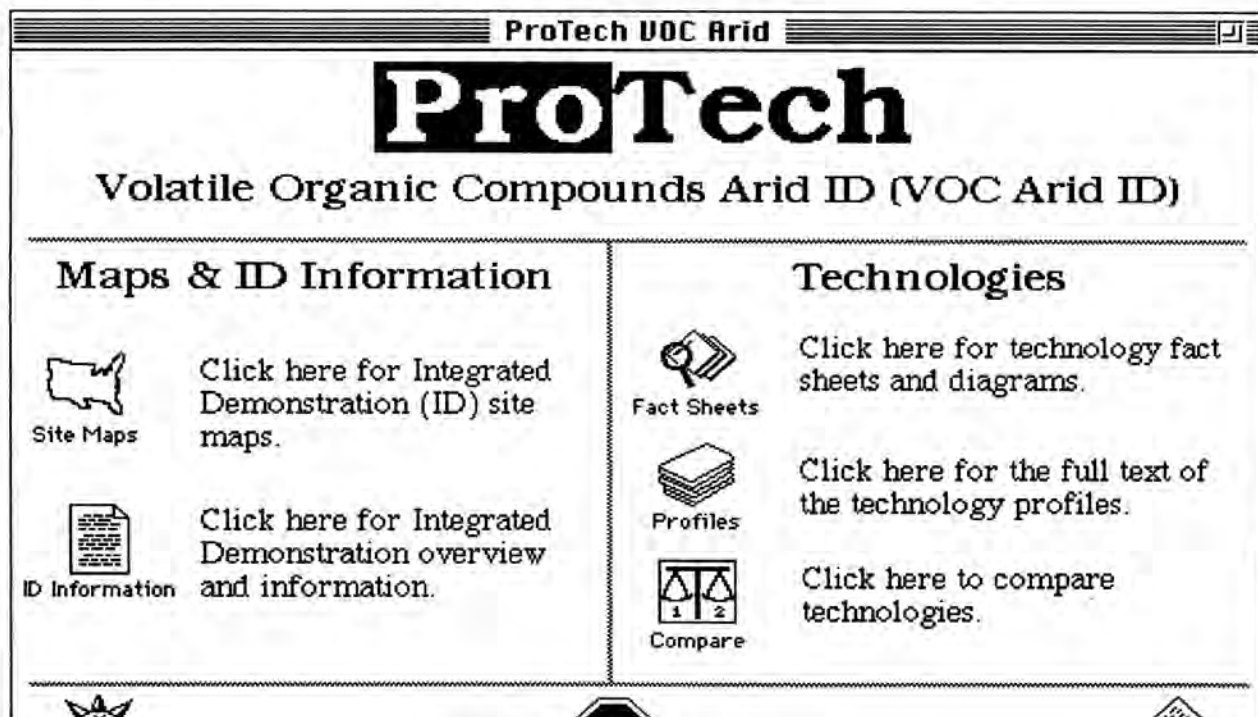 ProTech VOC Arid
ProTech
Volatile Organic Compounds Arid ID (VOC Arid ID)
Maps & ID Information
Site Maps
Click here for Integrated
Demonstration (ID) site
maps.
ID Information
Click here for Integrated
Demonstration overview
and information.
Technologies
Fact Sheets
Click here for technology fact
sheets and diagrams.
Profiles
Click here for the full text of
the technology profiles.
1 2
Compare
Click here to compare
technologies.